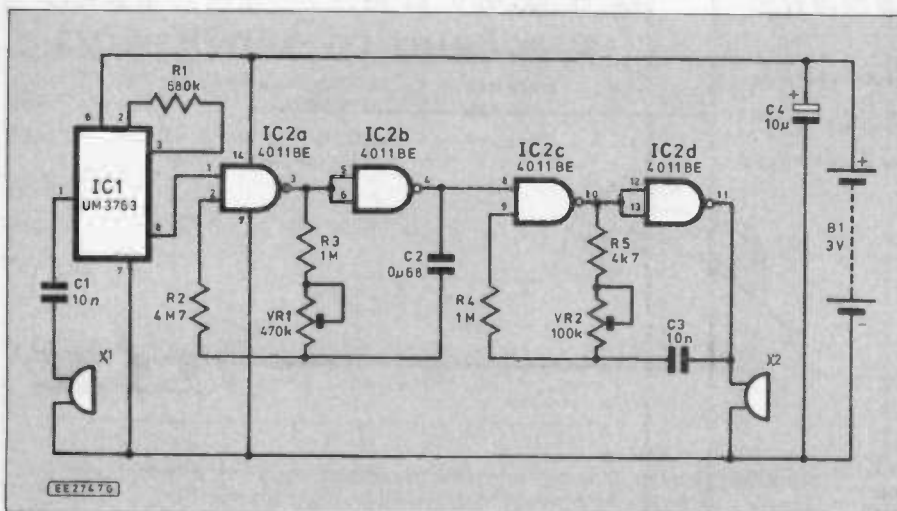 R1
680k
6
2
3
IC1
UM3763
1
8
7
C1
10n
X1
IC2a
4011BE
14
1
2
3
7
R2
4M7
R3
1M
VR1
470k
IC2b
4011BE
5
6
4
C2
0µ68
IC2c
4011BE
8
9
10
R4
1M
R5
4k7
VR2
100k
IC2d
4011BE
12
13
11
C3
10n
X2
+
C4
10µ
+
B1
3V
-
EE2747G